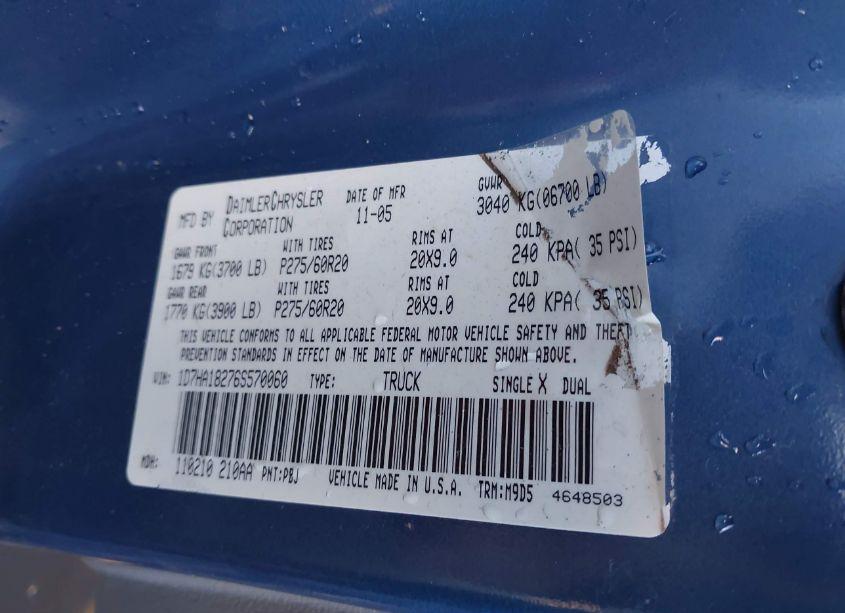 MFD BY DAIMLERCHRYSLER CORPORATION DATE OF MFR 11-05 GVWR 3040 KG(06700 LB)
GAWR FRONT WITH TIRES RIMS AT COLD
1679 KG(3700 LB) P275/60R20 20X9.0 240 KPA( 35 PSI)
GAWR REAR WITH TIRES RIMS AT COLD
1770 KG(3900 LB) P275/60R20 20X9.0 240 KPA( 35 PSI)
THIS VEHICLE CONFORMS TO ALL APPLICABLE FEDERAL MOTOR VEHICLE SAFETY AND THEFT
PREVENTION STANDARDS IN EFFECT ON THE DATE OF MANUFACTURE SHOWN ABOVE.
VIN: 1D7HA18276S570060 TYPE: TRUCK SINGLE X DUAL
MDH: 110210 210AA PNT:PBJ VEHICLE MADE IN U.S.A. TRM:M9D5 4648503